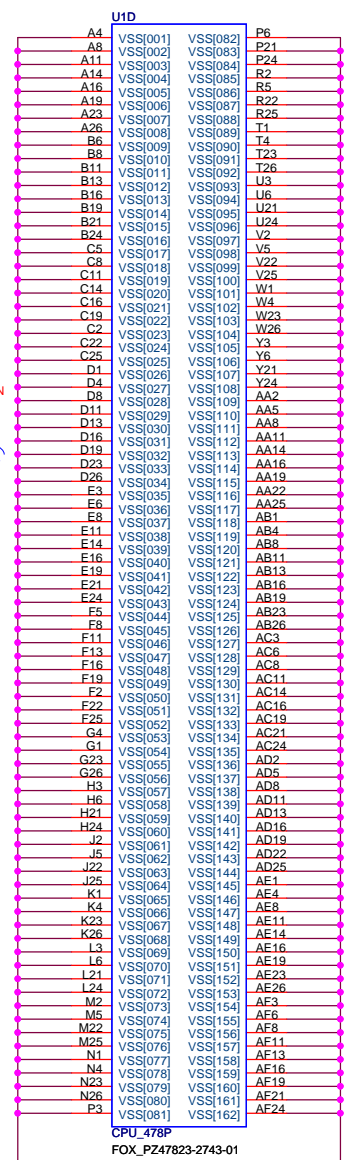 U1D
A4 VSS[001] VSS[082] P6
A8 VSS[002] VSS[083] P21
A11 VSS[003] VSS[084] P24
A14 VSS[004] VSS[085] R2
A16 VSS[005] VSS[086] R5
A19 VSS[006] VSS[087] R22
A23 VSS[007] VSS[088] R25
A26 VSS[008] VSS[089] T1
B6 VSS[009] VSS[090] T4
B8 VSS[010] VSS[091] T23
B11 VSS[011] VSS[092] T26
B13 VSS[012] VSS[093] U3
B16 VSS[013] VSS[094] U6
B19 VSS[014] VSS[095] U21
B21 VSS[015] VSS[096] U24
B24 VSS[016] VSS[097] V2
C5 VSS[017] VSS[098] V5
C8 VSS[018] VSS[099] V22
C11 VSS[019] VSS[100] V25
C14 VSS[020] VSS[101] W1
C16 VSS[021] VSS[102] W4
C19 VSS[022] VSS[103] W23
C2 VSS[023] VSS[104] W26
C22 VSS[024] VSS[105] Y3
C25 VSS[025] VSS[106] Y6
D1 VSS[026] VSS[107] Y21
D4 VSS[027] VSS[108] Y24
D8 VSS[028] VSS[109] AA2
D11 VSS[029] VSS[110] AA5
D13 VSS[030] VSS[111] AA8
D16 VSS[031] VSS[112] AA11
D19 VSS[032] VSS[113] AA14
D23 VSS[033] VSS[114] AA16
D26 VSS[034] VSS[115] AA19
E3 VSS[035] VSS[116] AA22
E6 VSS[036] VSS[117] AA25
E8 VSS[037] VSS[118] AB1
E11 VSS[038] VSS[119] AB4
E14 VSS[039] VSS[120] AB8
E16 VSS[040] VSS[121] AB11
E19 VSS[041] VSS[122] AB13
E21 VSS[042] VSS[123] AB16
E24 VSS[043] VSS[124] AB19
F5 VSS[044] VSS[125] AB23
F8 VSS[045] VSS[126] AB26
F11 VSS[046] VSS[127] AC3
F13 VSS[047] VSS[128] AC6
F16 VSS[048] VSS[129] AC8
F19 VSS[049] VSS[130] AC11
F2 VSS[050] VSS[131] AC14
F22 VSS[051] VSS[132] AC16
F25 VSS[052] VSS[133] AC19
G4 VSS[053] VSS[134] AC21
G1 VSS[054] VSS[135] AC24
G23 VSS[055] VSS[136] AD2
G26 VSS[056] VSS[137] AD5
H3 VSS[057] VSS[138] AD8
H6 VSS[058] VSS[139] AD11
H21 VSS[059] VSS[140] AD13
H24 VSS[060] VSS[141] AD16
J2 VSS[061] VSS[142] AD19
J5 VSS[062] VSS[143] AD22
J22 VSS[063] VSS[144] AD25
J25 VSS[064] VSS[145] AE1
K1 VSS[065] VSS[146] AE4
K4 VSS[066] VSS[147] AE8
K23 VSS[067] VSS[148] AE11
K26 VSS[068] VSS[149] AE14
L3 VSS[069] VSS[150] AE16
L6 VSS[070] VSS[151] AE19
L21 VSS[071] VSS[152] AE23
L24 VSS[072] VSS[153] AE26
M2 VSS[073] VSS[154] AF3
M5 VSS[074] VSS[155] AF6
M22 VSS[075] VSS[156] AF8
M25 VSS[076] VSS[157] AF11
N1 VSS[077] VSS[158] AF13
N4 VSS[078] VSS[159] AF16
N23 VSS[079] VSS[160] AF19
N26 VSS[080] VSS[161] AF21
P3 VSS[081] VSS[162] AF24
CPU_478P
FOX_PZ47823-2743-01